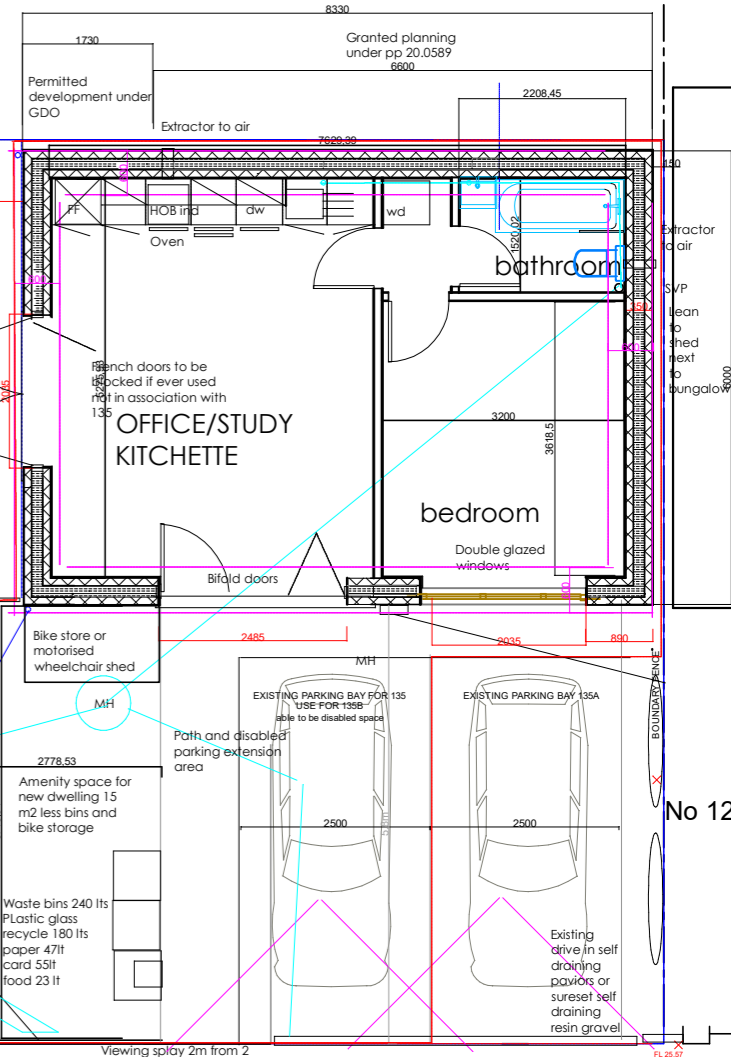 8330
1730
Granted planning
under pp 20.0589
6600
Permitted
development under
GDO
2208,45
Extractor to air
7629,39
150
600
FF
HOB ind
dw
wd
Oven
1520,02
bathroom
Extractor
to air
SVP
600
350
Lean
to
shed
next
to
bungalow
600
6000
French doors to be
blocked if ever used
not in association with
135
2035
OFFICE/STUDY
KITCHETTE
3200
3618,5
bedroom
Double glazed
windows
Bifold doors
600
Bike store or
motorised
wheelchair shed
2485
2035
890
MH
MH
EXISTING PARKING BAY FOR 135
USE FOR 135B
able to be disabled space
EXISTING PARKING BAY 135A
BOUNDARY FENCE
Path and disabled
parking extension
area
2778,53
Amenity space for
new dwelling 15
m2 less bins and
bike storage
No 12
2500
2500
Waste bins 240 lts
PLastic glass
recycle 180 lts
paper 47lt
card 55lt
food 23 lt
Existing
drive in self
draining
paviors or
sureset self
draining
resin gravel
Viewing splay 2m from 2
FL 25.57